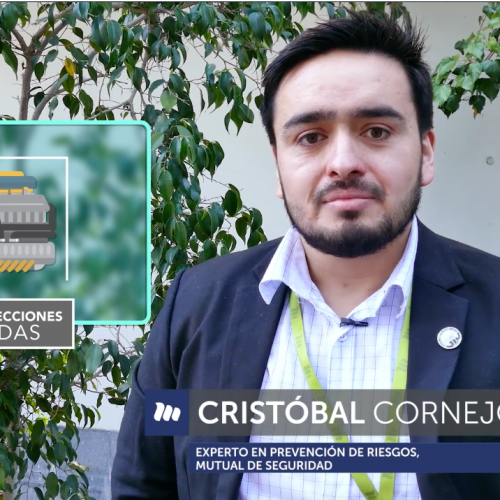 ECCIONES
DAS
CRISTÓBAL CORNEJO
EXPERTO EN PREVENCIÓN DE RIESGOS,
MUTUAL DE SEGURIDAD